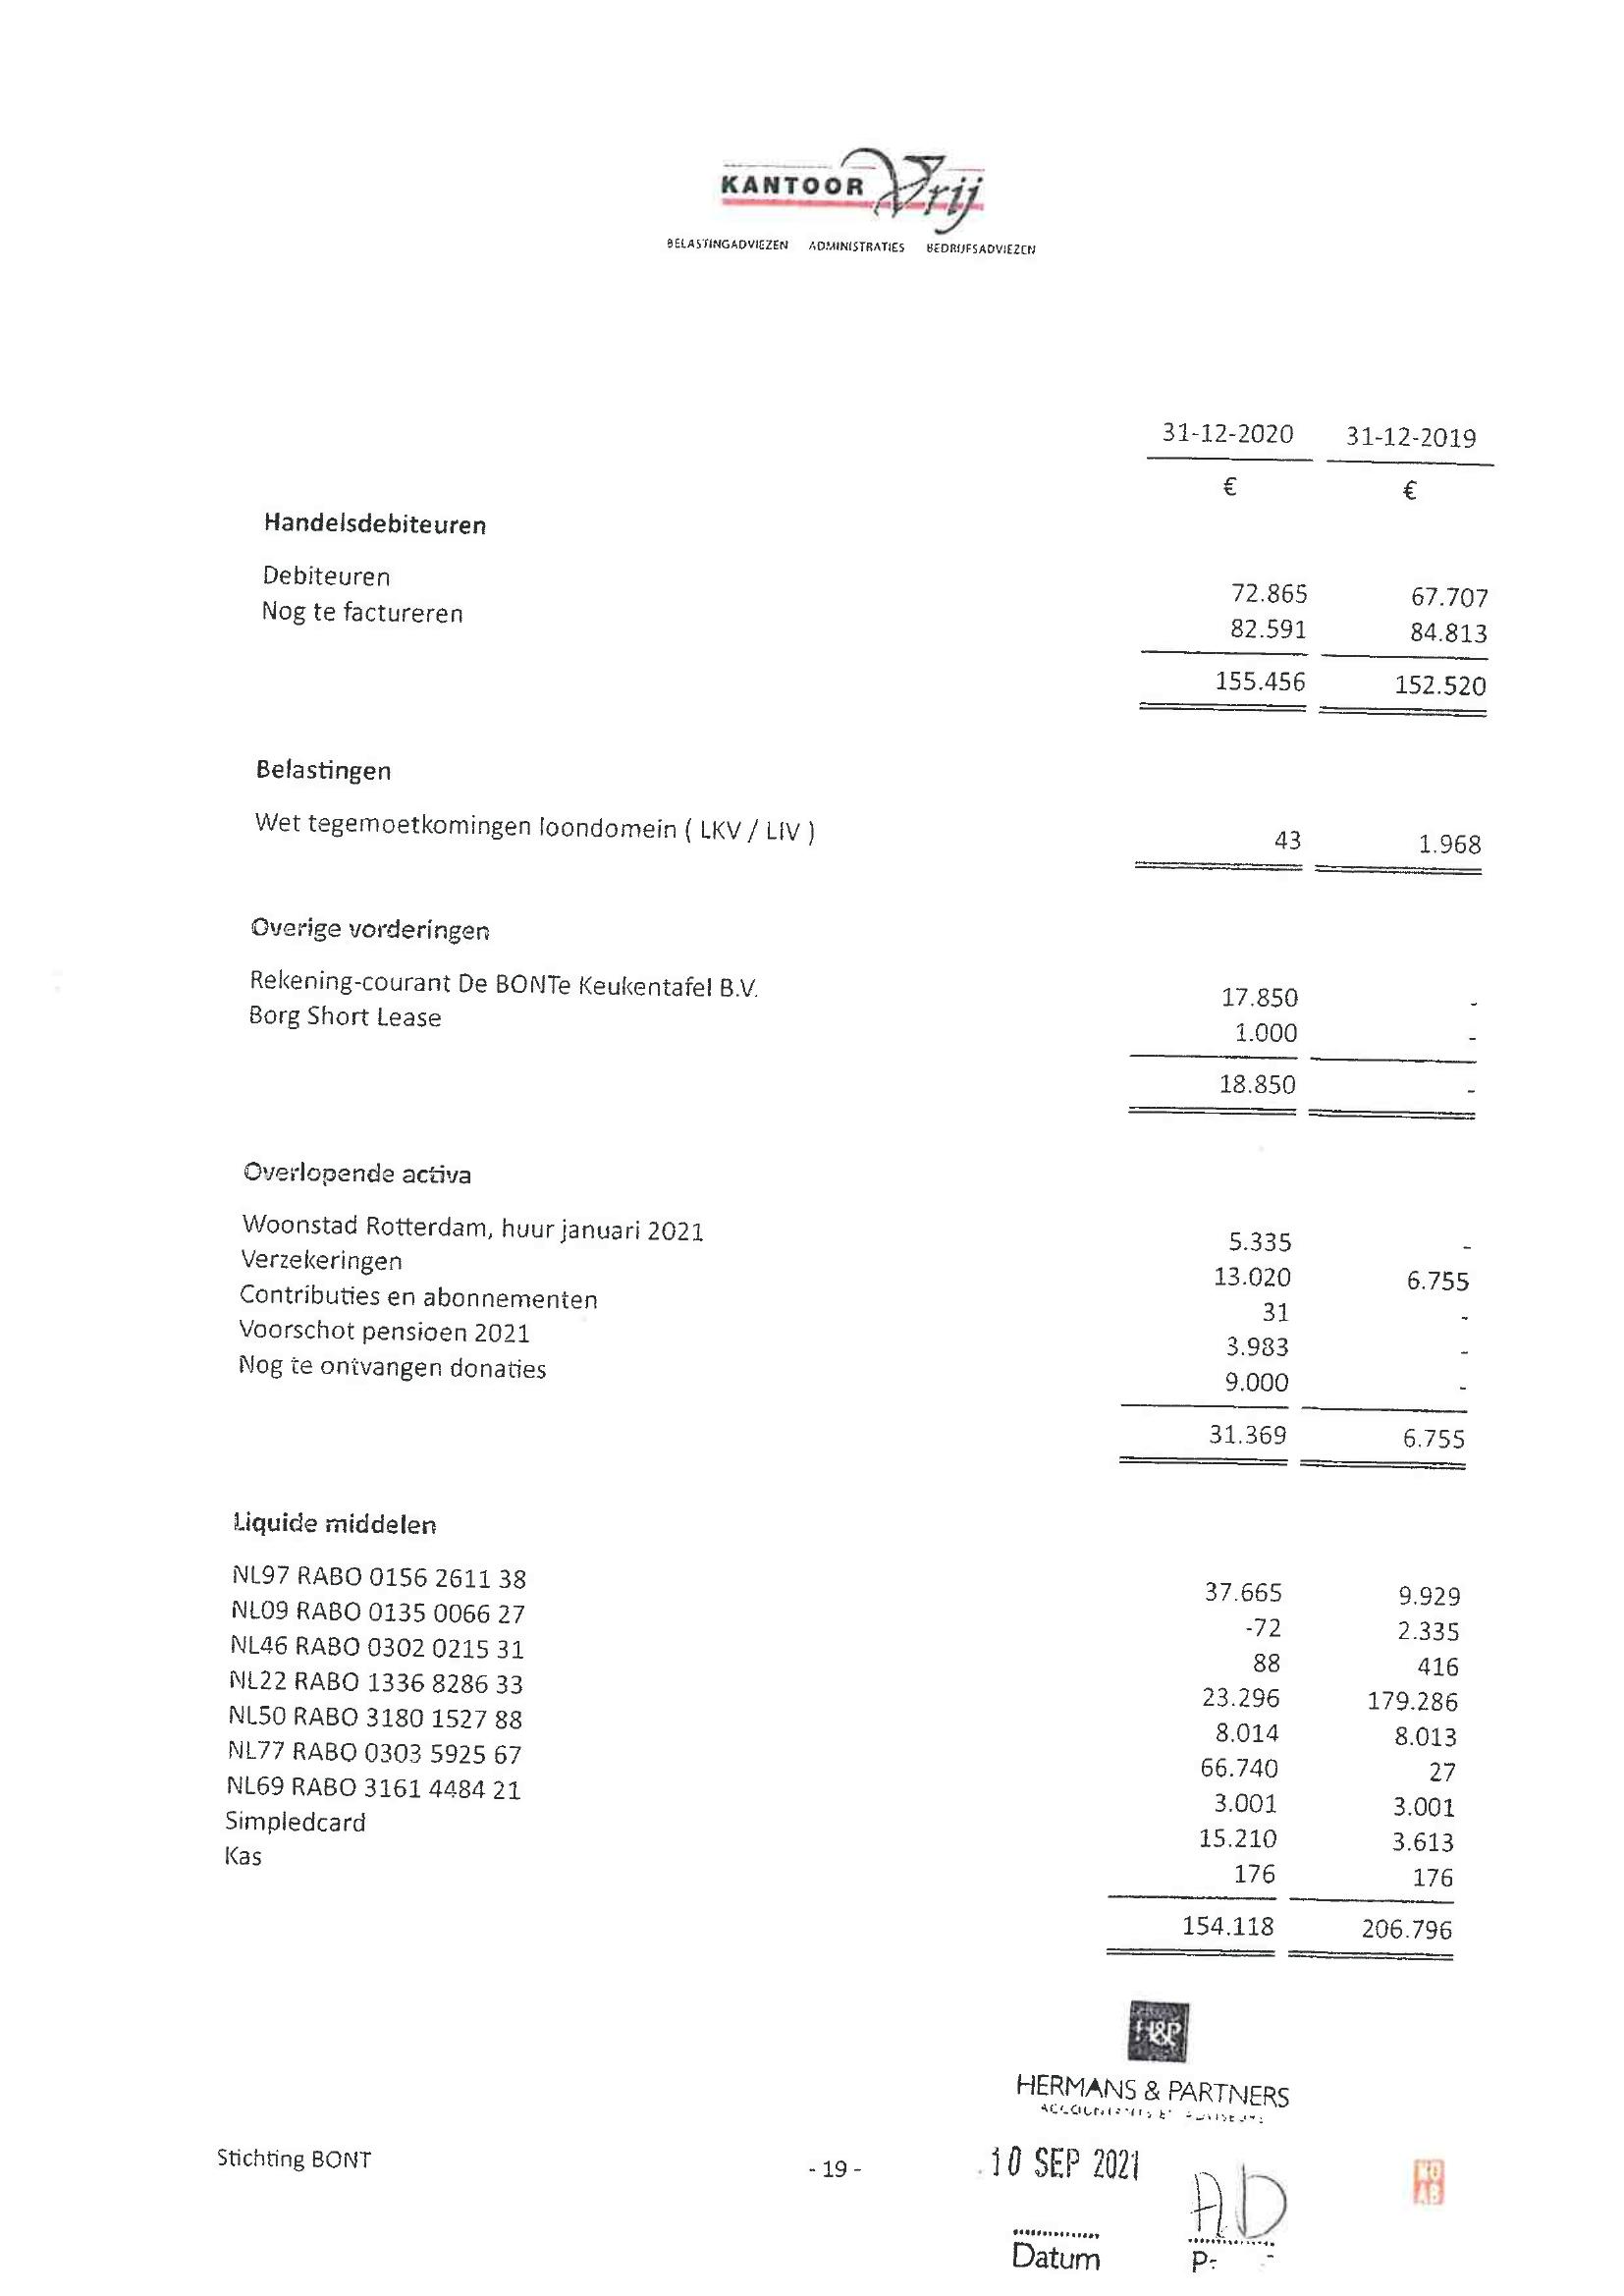 KANTOOR Vrij
BELASTINGADVIEZEN ADMINISTRATIES BEDRIJFSADVIEZEN
31-12-2020 31-12-2019
€ €
Handelsdebiteuren
Debiteuren 72.865 67.707
Nog te factureren 82.591 84.813
155.456 152.520
Belastingen
Wet tegemoetkomingen loondomein ( LKV / LIV ) 43 1.968
Overige vorderingen
Rekening-courant De BONTe Keukentafel B.V. 17.850 -
Borg Short Lease 1.000 -
18.850 -
Overlopende activa
Woonstad Rotterdam, huur januari 2021 5.335 -
Verzekeringen 13.020 6.755
Contributies en abonnementen 31 -
Voorschot pensioen 2021 3.983 -
Nog te ontvangen donaties 9.000 -
31.369 6.755
Liquide middelen
NL97 RABO 0156 2611 38 37.665 9.929
NL09 RABO 0135 0066 27 -72 2.335
NL46 RABO 0302 0215 31 88 416
NL22 RABO 1336 8286 33 23.296 179.286
NL50 RABO 3180 1527 88 8.014 8.013
NL77 RABO 0303 5925 67 66.740 27
NL69 RABO 3161 4484 21 3.001 3.001
Simpledcard 15.210 3.613
Kas 176 176
154.118 206.796
H&P
HERMANS & PARTNERS
Stichting BONT - 19 - 10 SEP 2021
AD
NO
AB
Datum